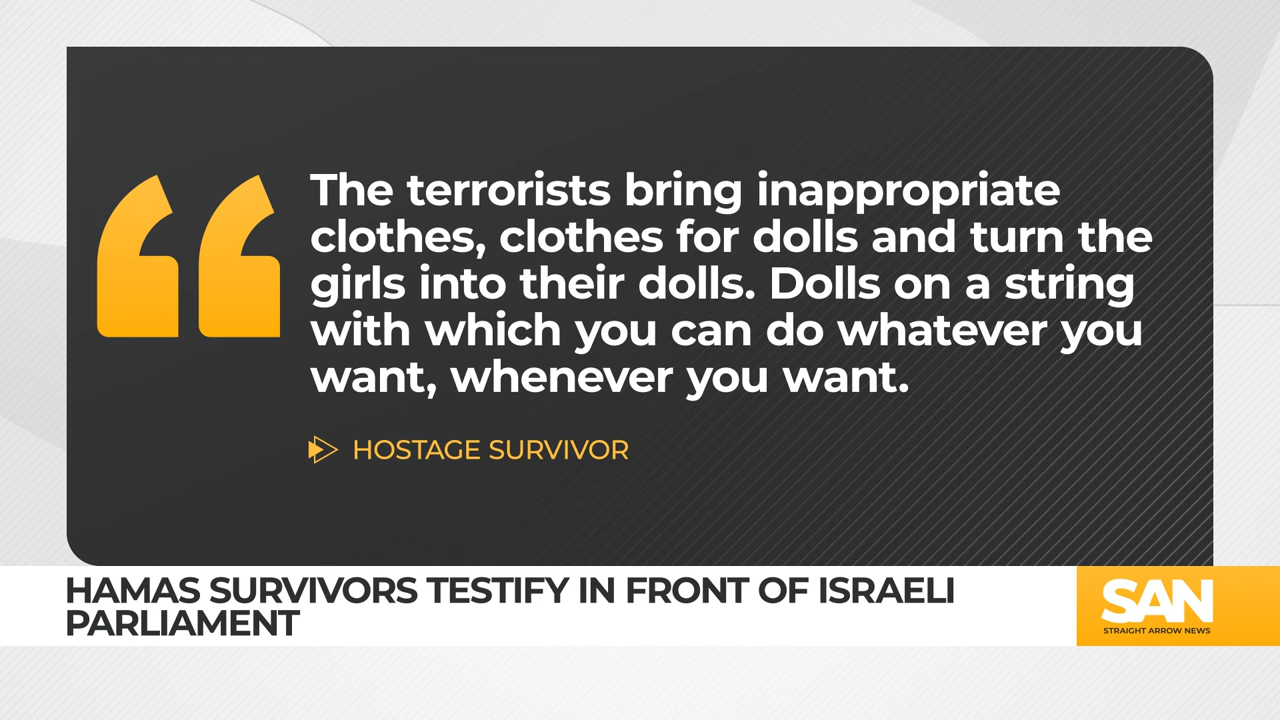 The terrorists bring inappropriate
clothes, clothes for dolls and turn the
girls into their dolls. Dolls on a string
with which you can do whatever you
want, whenever you want.
HOSTAGE SURVIVOR
HAMAS SURVIVORS TESTIFY IN FRONT OF ISRAELI
PARLIAMENT
SAN
STRAIGHT ARROW NEWS